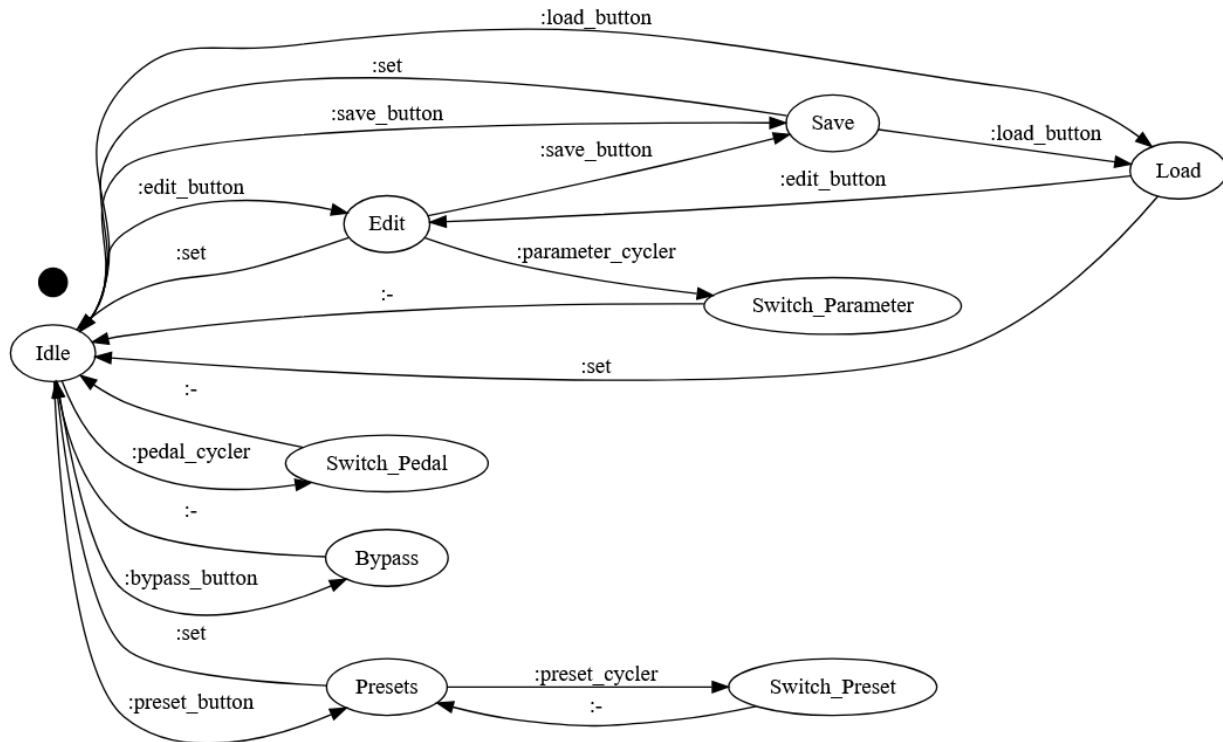 :load_button
:set
:save_button
Save
:load_button
:save_button
Load
:edit_button
:edit_button
Edit
:set
:parameter_cycler
:-
Switch_Parameter
Idle
:set
:-
:pedal_cycler
Switch_Pedal
:-
Bypass
:bypass_button
:set
:preset_cycler
Presets
Switch_Preset
:preset_button
:-